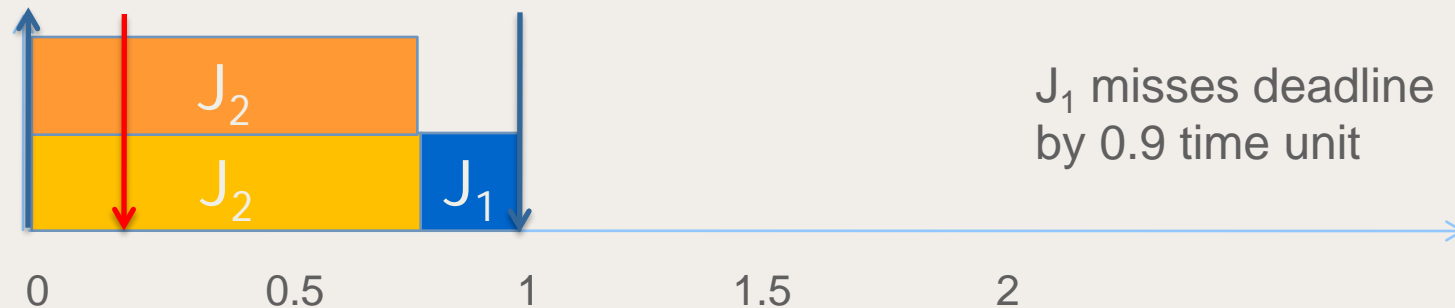 J₂
J₁ misses deadline
by 0.9 time unit
J₂ J₁
0 0.5 1 1.5 2